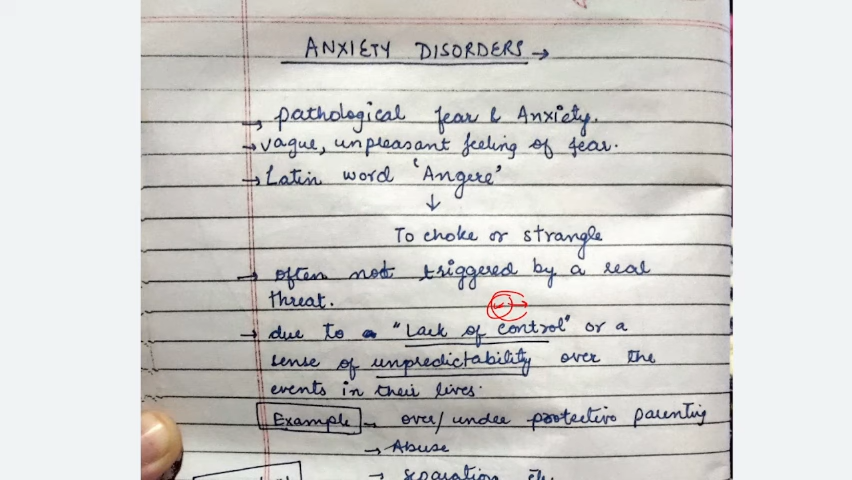 ANXIETY DISORDERS →
→ pathological fear & Anxiety.
→ vague, unpleasant feeling of fear.
→ Latin word 'Angere'
↓
To choke or strangle
→ often not triggered by a real
threat.
→ due to a "Lack of control" or a
sense of unpredictability over the
events in their lives.
Example → over/under protective parenting
→ Abuse
→ separation etc.